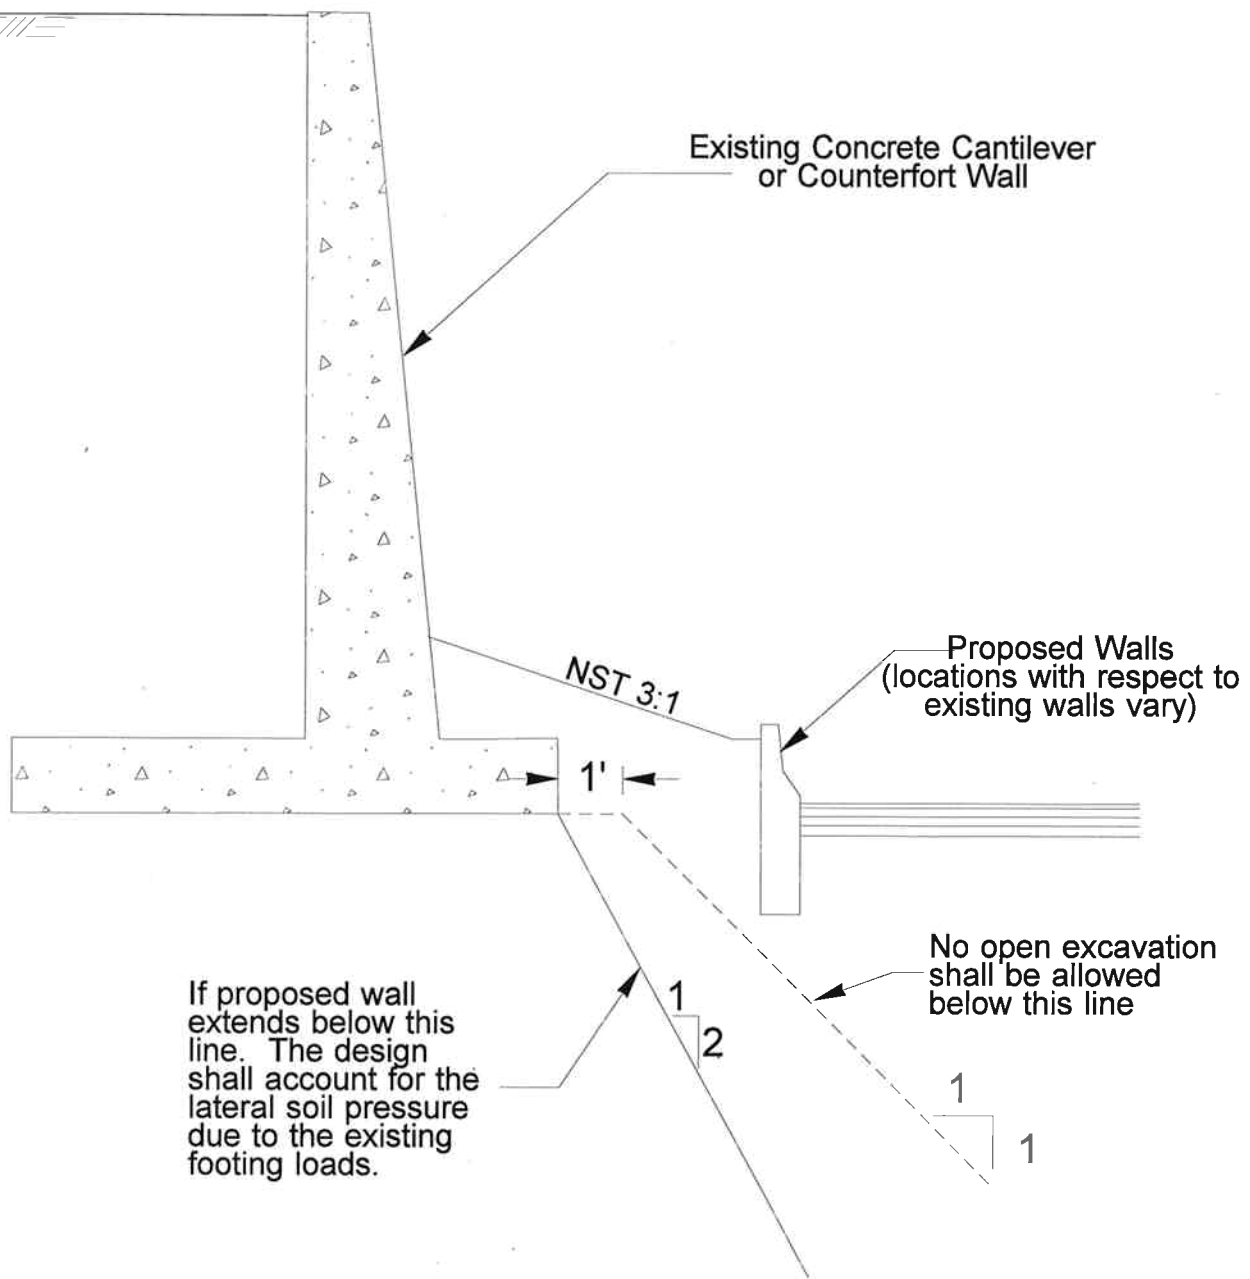 Existing Concrete Cantilever
or Counterfort Wall
NST 3:1
Proposed Walls
(locations with respect to
existing walls vary)
1'
No open excavation
shall be allowed
below this line
If proposed wall
extends below this
line. The design
shall account for the
lateral soil pressure
due to the existing
footing loads.
1
2
1
1